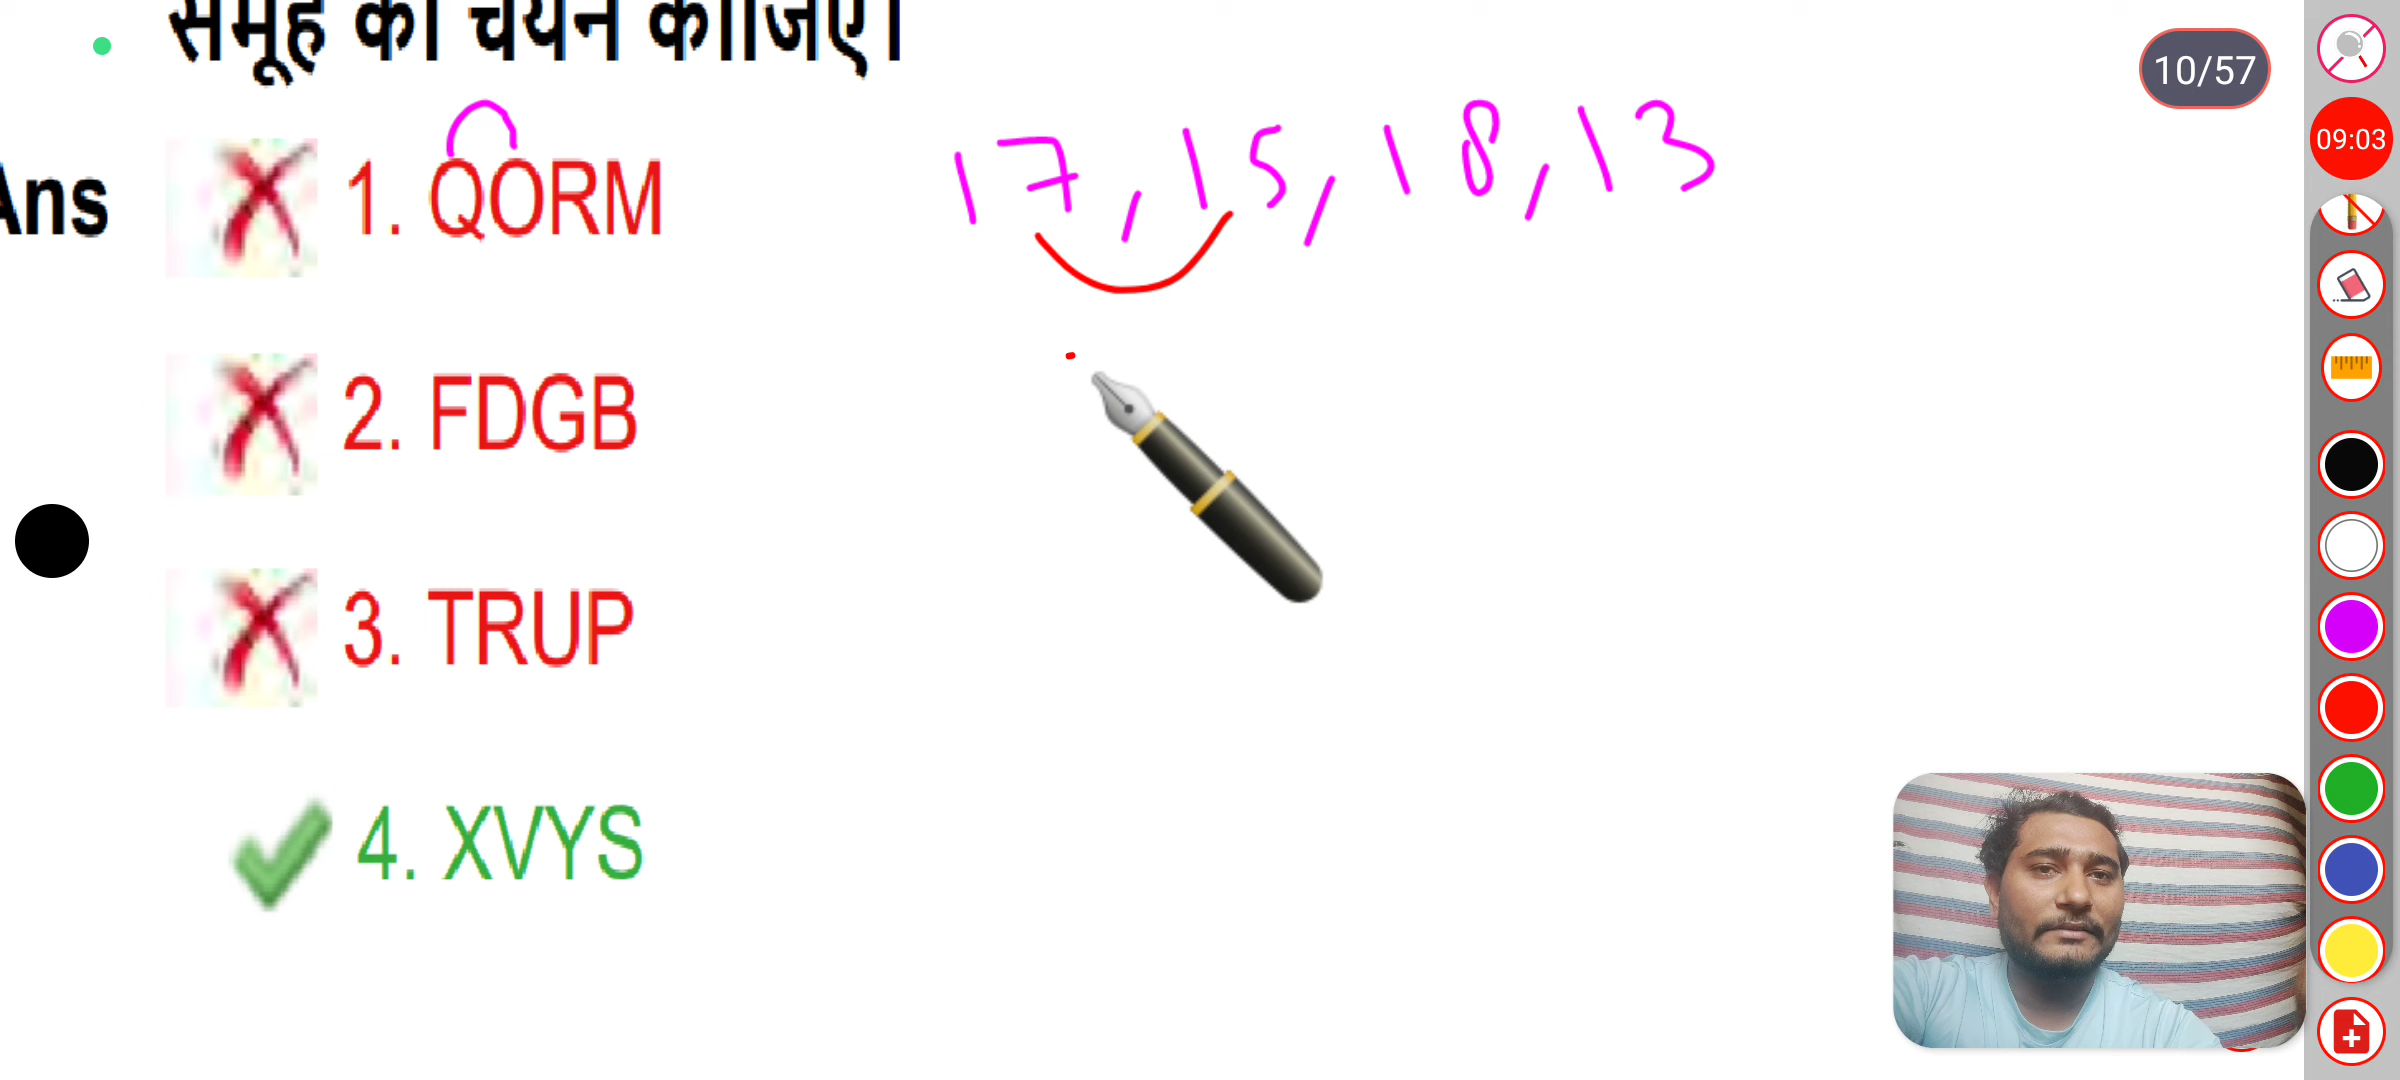 समूह का चयन कीजिए।
10/57
09:03
17, 15, 18, 13
Ans
1. QORM
2. FDGB
3. TRUP
4. XVYS